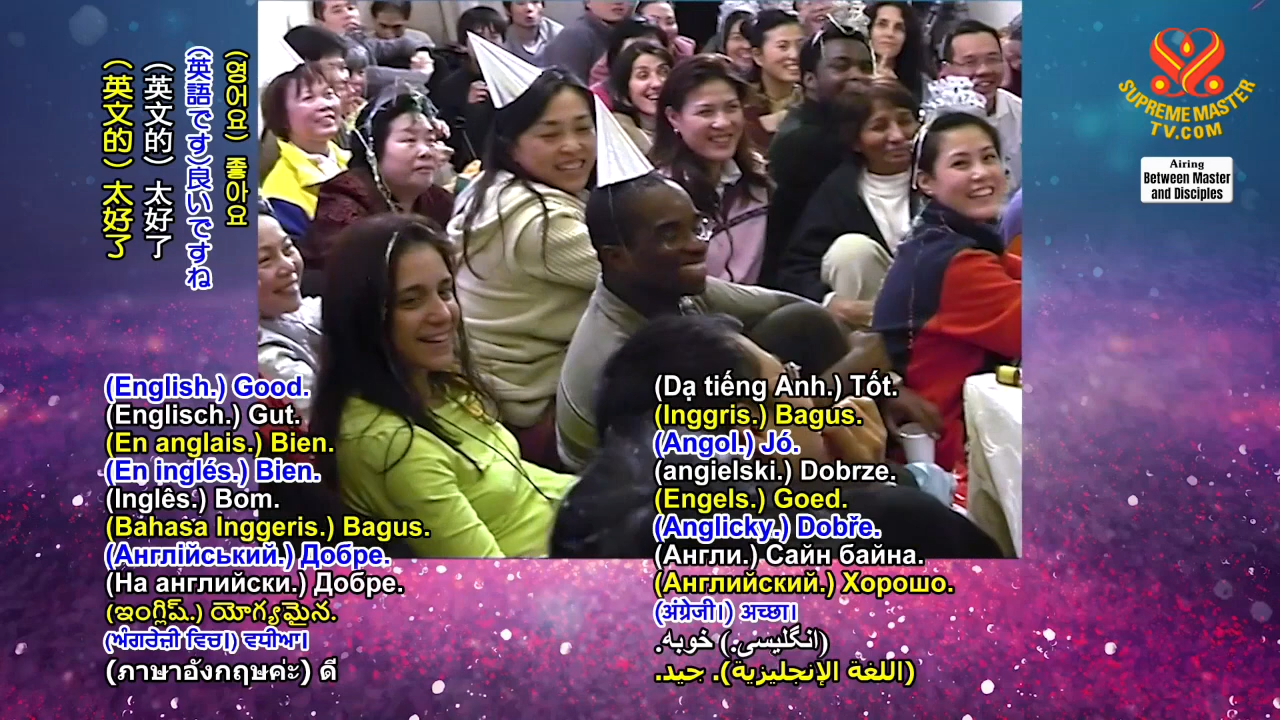 (영어요) 좋아요
(英語です)良いですね
(英文的) 太好了
(英文的) 太好了
SUPREME MASTER
TV.COM
Airing
Between Master
and Disciples
(English.) Good.
(Englisch.) Gut.
(En anglais.) Bien.
(En inglés.) Bien.
(Inglês.) Bom.
(Bahasa Inggeris.) Bagus.
(Англійський.) Добре.
(На английски.) Добре.
(ఇంగ్లిష్.) యోగ్యమైన.
(ਅੰਗਰੇਜ਼ੀ ਵਿਚ।) ਵਧੀਆ।
(ภาษาอังกฤษค่ะ) ดี
(Dạ tiếng Anh.) Tốt.
(Inggris.) Bagus.
(Angol.) Jó.
(angielski.) Dobrze.
(Engels.) Goed.
(Anglicky.) Dobře.
(Англи.) Сайн байна.
(Английский.) Хорошо.
(अंग्रेजी।) अच्छा।
(انگلیسی.) خوبه.
(اللغة الإنجليزية). جيد.